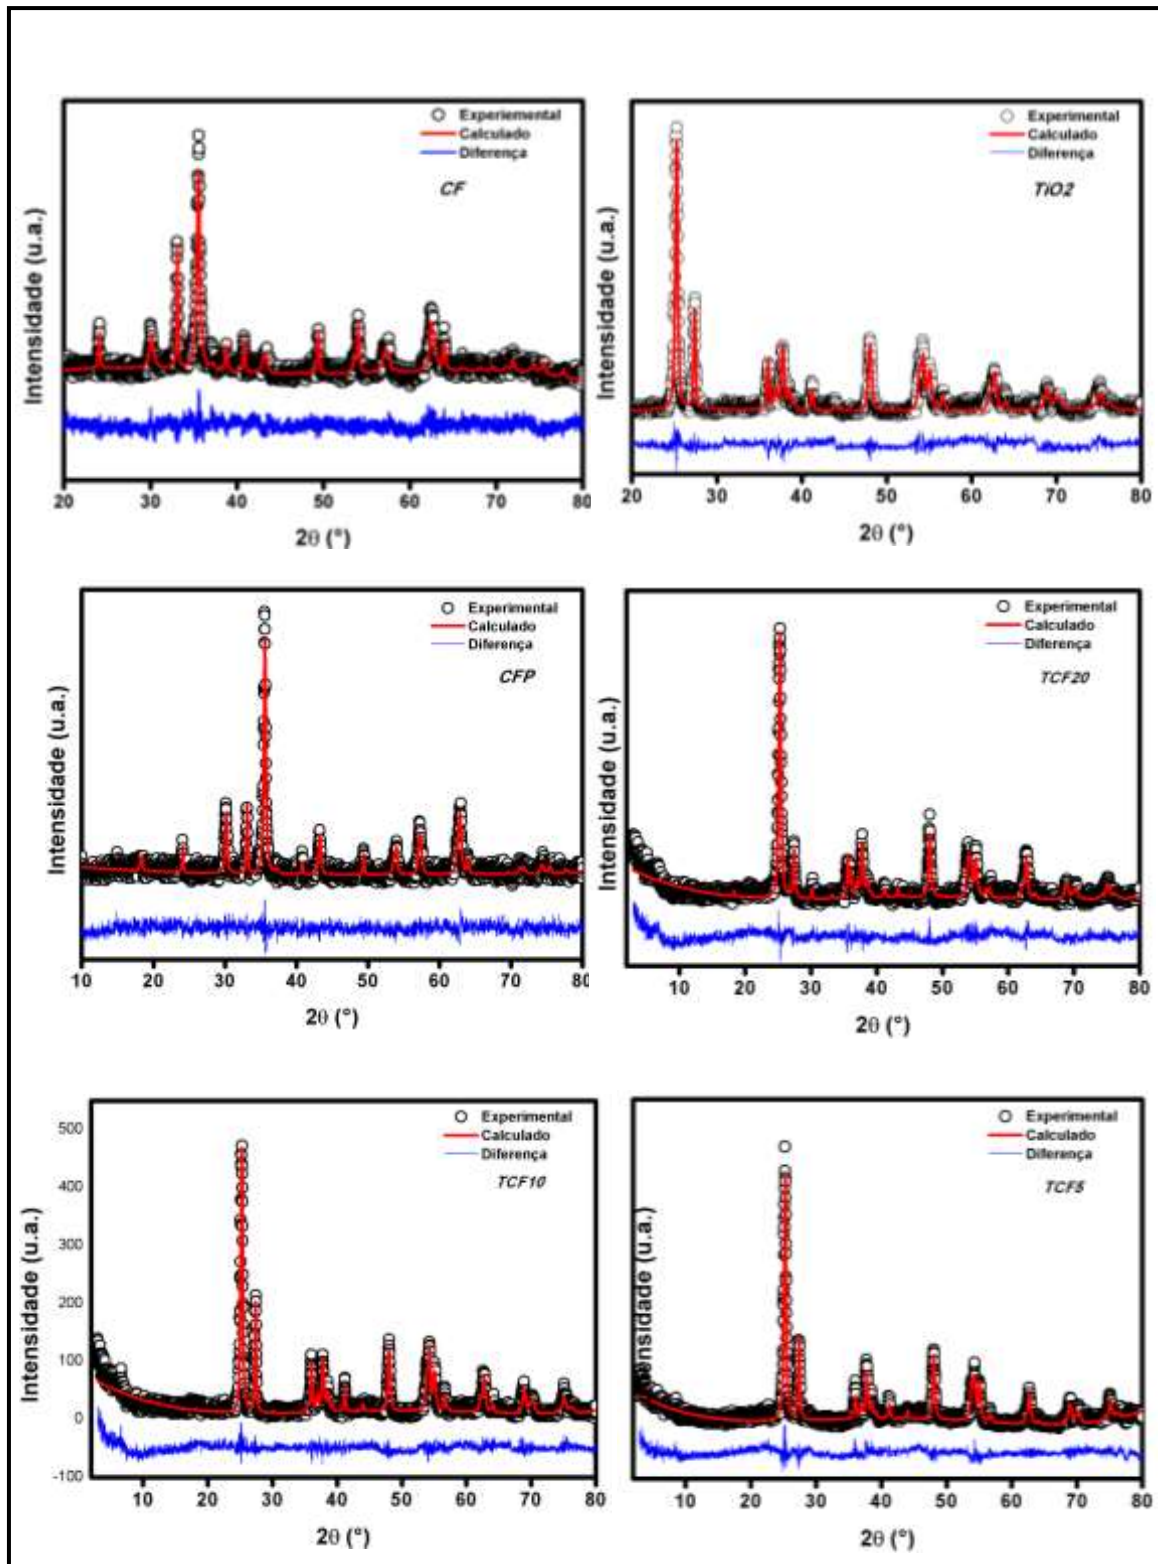 Experiemental
Calculado
Diferença
CF
Intensidade (u.a.)
20 30 40 50 60 70 80
2θ (°)
Experimental
Calculado
Diferença
TiO2
Intensidade (u.a.)
20 30 40 50 60 70 80
2θ (°)
Experimental
Calculado
Diferença
CFP
Intensidade (u.a.)
10 20 30 40 50 60 70 80
2θ (°)
Experimental
Calculado
Diferença
TCF20
Intensidade (u.a.)
10 20 30 40 50 60 70 80
2θ (°)
Experimental
Calculado
Diferença
TCF10
Intensidade (u.a.)
500
400
300
200
100
0
-100
10 20 30 40 50 60 70 80
2θ (°)
Experimental
Calculado
Diferença
TCF5
Intensidade (u.a.)
10 20 30 40 50 60 70 80
2θ (°)